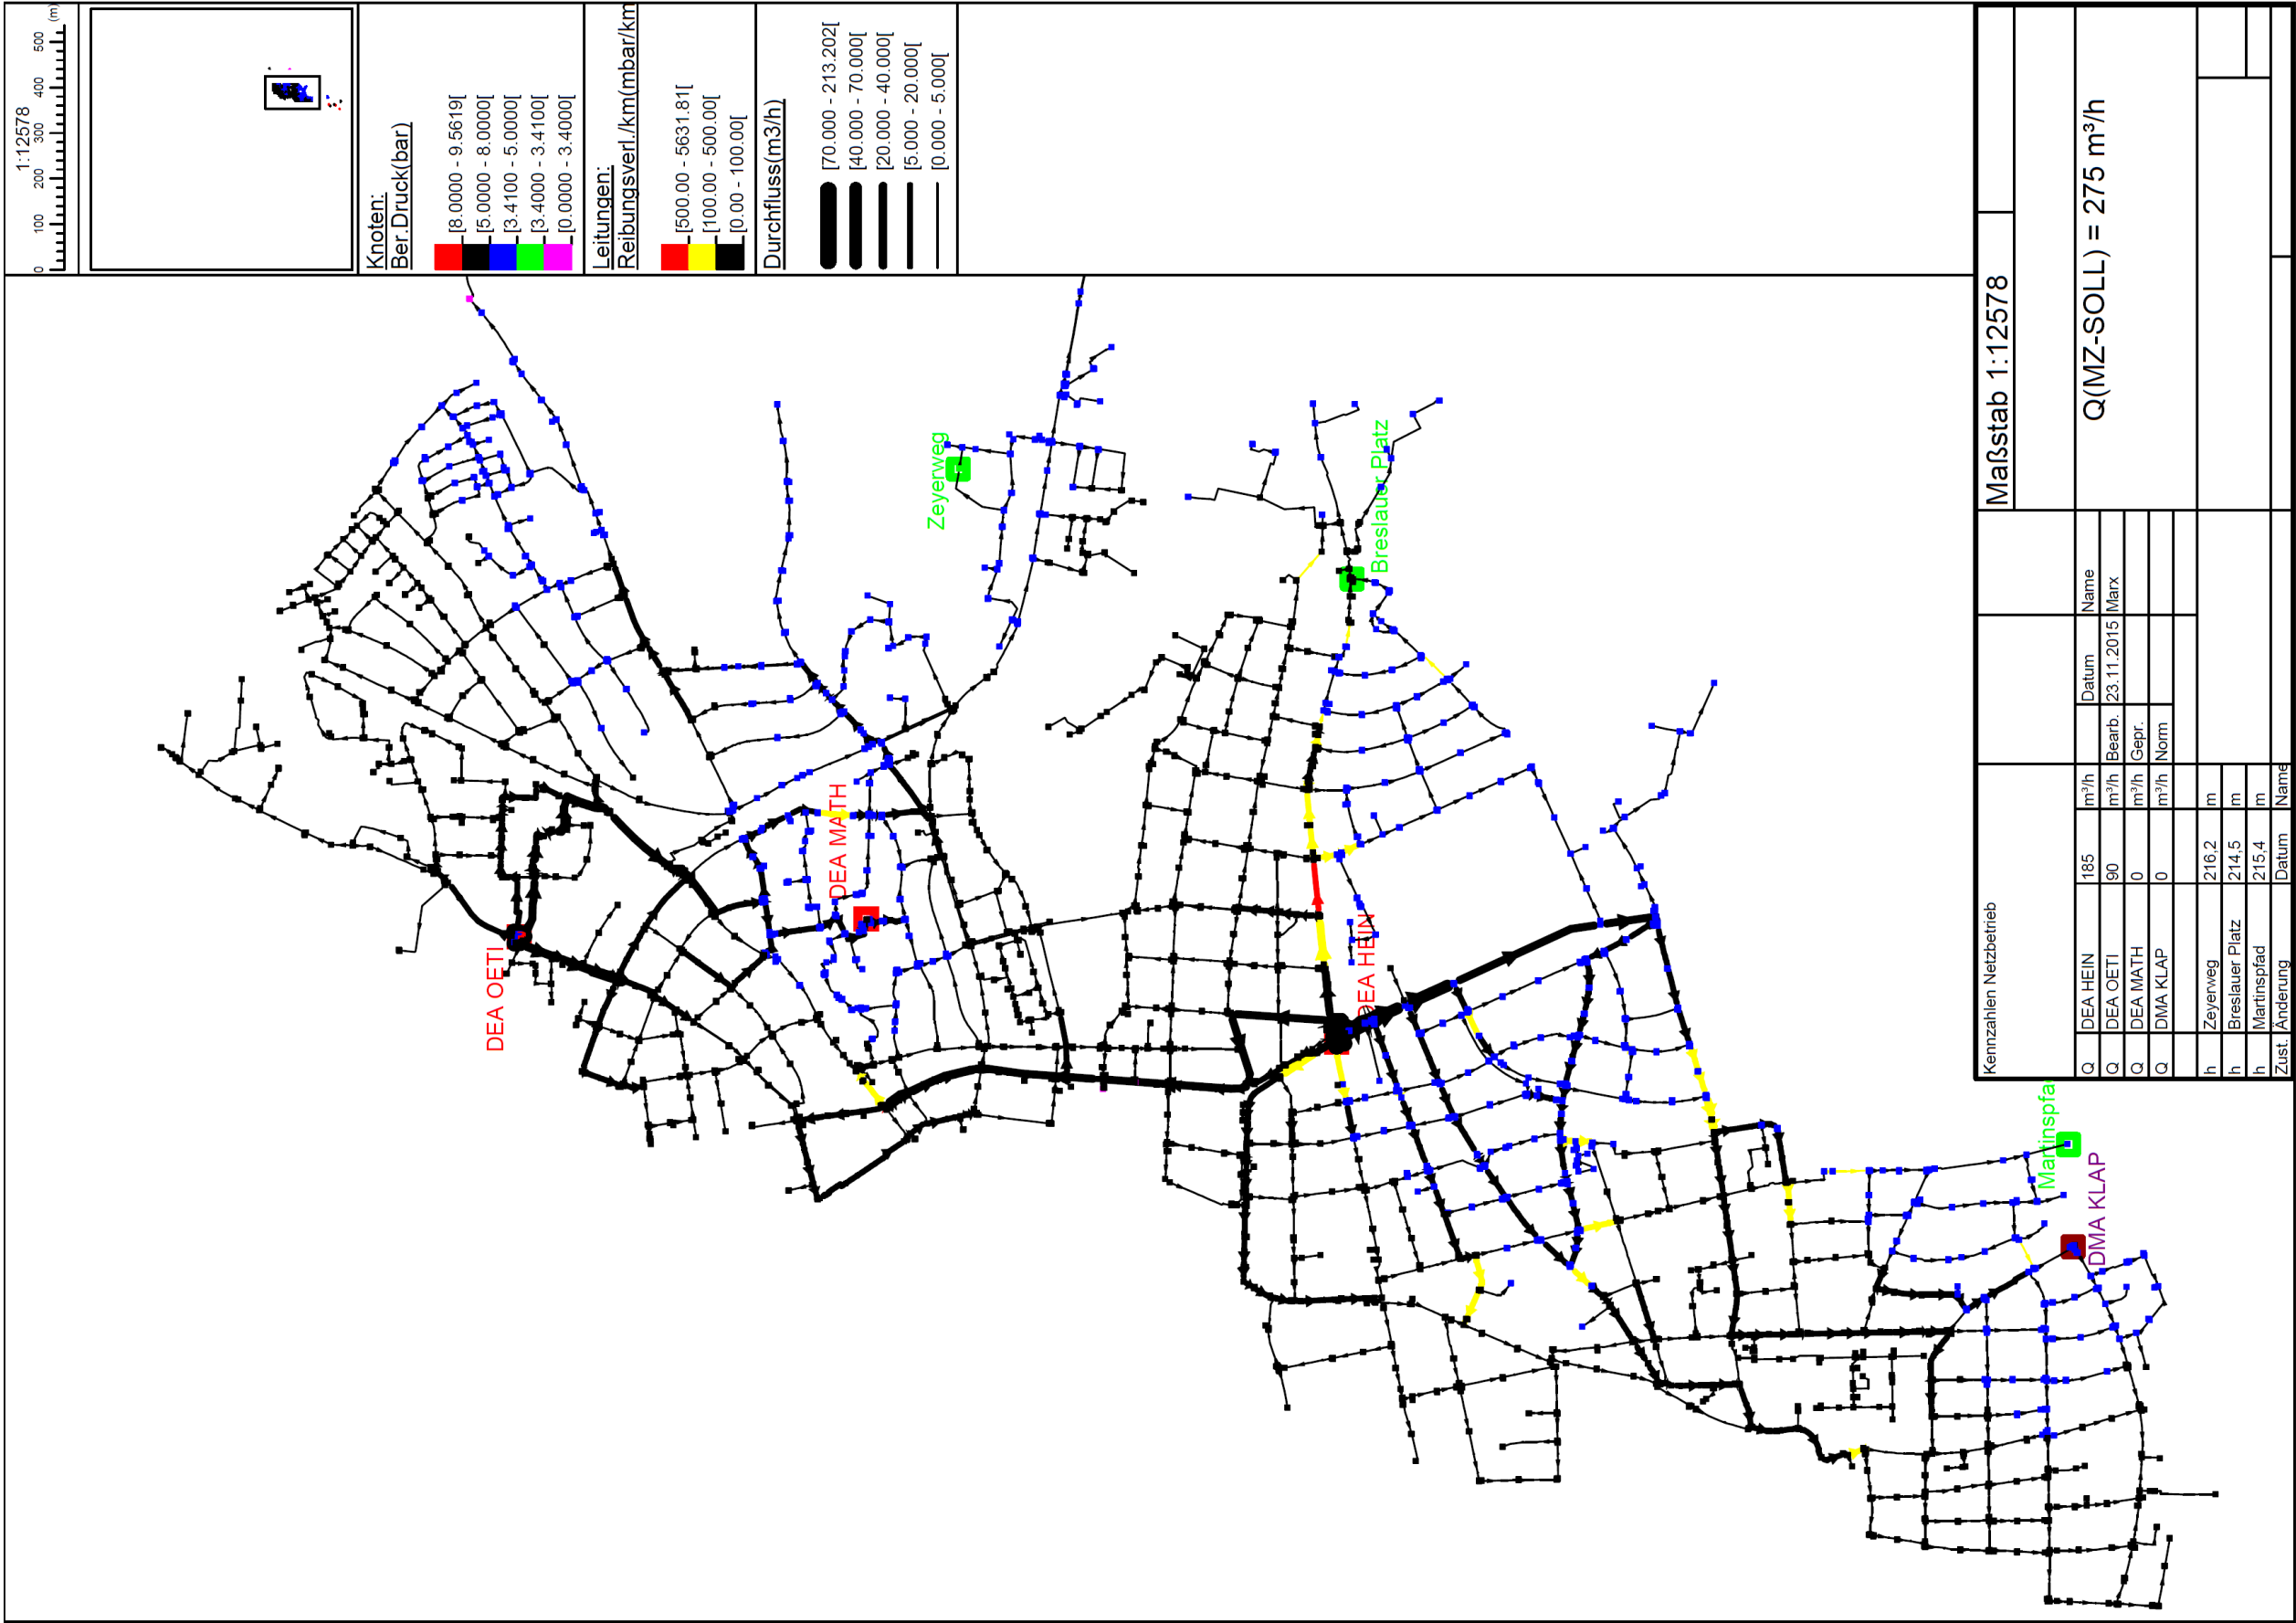 1:12578
0 100 200 300 400 500 (m)
Knoten:
Ber.Druck(bar)
[8.0000 - 9.5619[
[5.0000 - 8.0000[
[3.4100 - 5.0000[
[3.4000 - 3.4100[
[0.0000 - 3.4000[
Leitungen:
Reibungsverl./km(mbar/km
[500.00 - 5631.81[
[100.00 - 500.00[
[0.00 - 100.00[
Durchfluss(m3/h)
[70.000 - 213.202[
[40.000 - 70.000[
[20.000 - 40.000[
[5.000 - 20.000[
[0.000 - 5.000[
DEA OETI
DEA MATH
Zeyerweg
Breslauer Platz
DEA HEIN
Martinspfad
DMA KLAP
Kennzahlen Netzbetrieb
Maßstab 1:12578
Datum Name
Q DEA HEIN 185 m³/h
Q DEA OETI 90 m³/h Bearb. 23.11.2015 Marx
Q DEA MATH 0 m³/h Gepr.
Q DMA KLAP 0 m³/h Norm
Q(MZ-SOLL) = 275 m³/h
h Zeyerweg 216,2 m
h Breslauer Platz 214,5 m
h Martinspfad 215,4 m
Zust. Änderung Datum Name